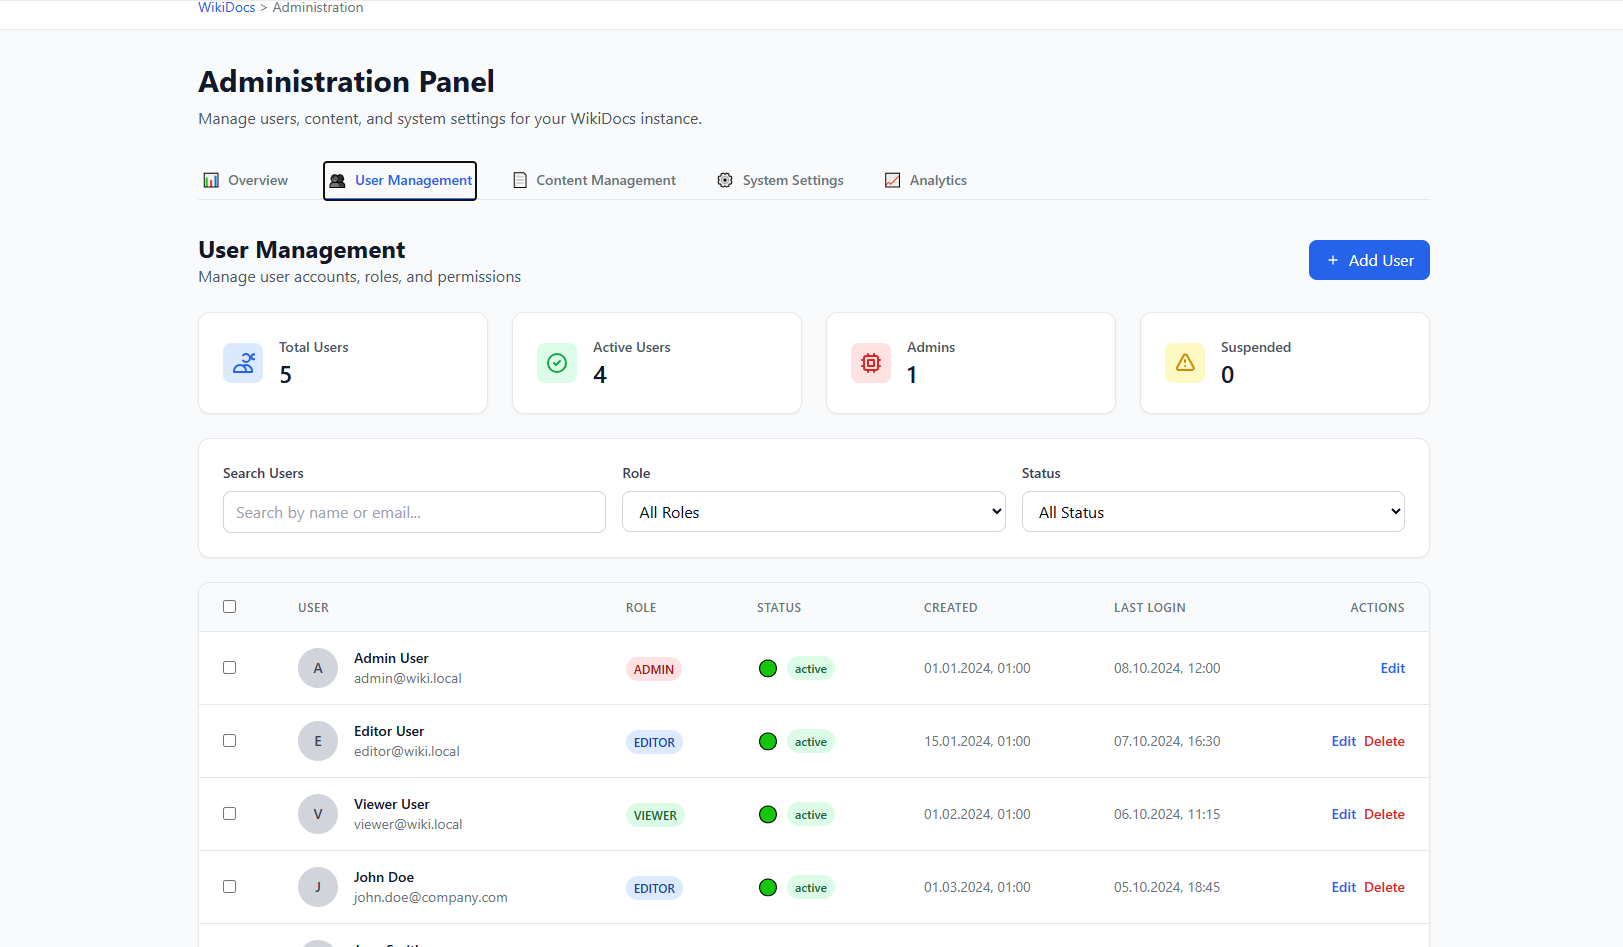 WikiDocs > Administration
Administration Panel
Manage users, content, and system settings for your WikiDocs instance.
Overview User Management Content Management System Settings Analytics
User Management
Manage user accounts, roles, and permissions
+ Add User
Total Users
5
Active Users
4
Admins
1
Suspended
0
Search Users Role Status
Search by name or email... All Roles All Status
USER ROLE STATUS CREATED LAST LOGIN ACTIONS
A Admin User
admin@wiki.local
ADMIN active 01.01.2024, 01:00 08.10.2024, 12:00 Edit
E Editor User
editor@wiki.local
EDITOR active 15.01.2024, 01:00 07.10.2024, 16:30 Edit Delete
V Viewer User
viewer@wiki.local
VIEWER active 01.02.2024, 01:00 06.10.2024, 11:15 Edit Delete
J John Doe
john.doe@company.com
EDITOR active 01.03.2024, 01:00 05.10.2024, 18:45 Edit Delete